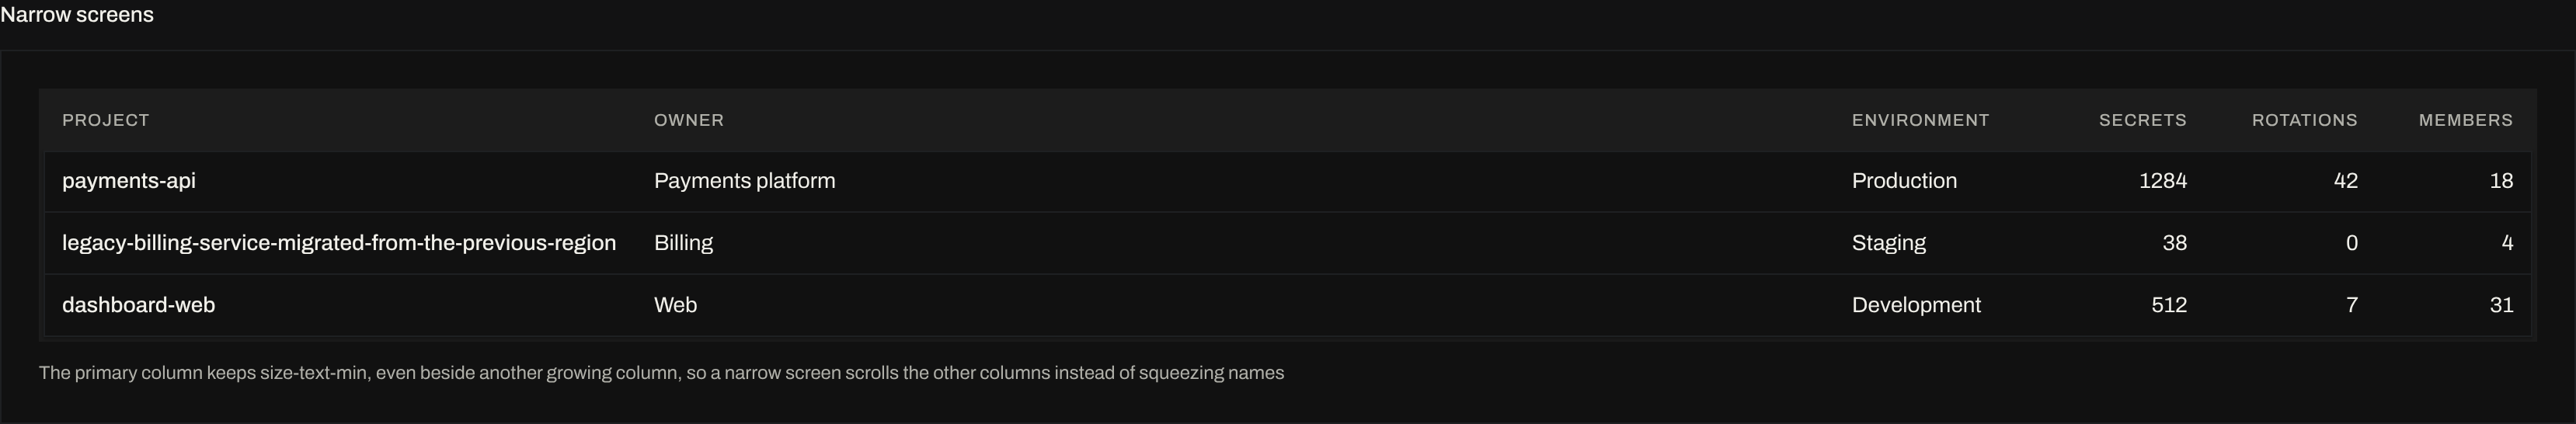 Narrow screens
PROJECT OWNER ENVIRONMENT SECRETS ROTATIONS MEMBERS
payments-api Payments platform Production 1284 42 18
legacy-billing-service-migrated-from-the-previous-region Billing Staging 38 0 4
dashboard-web Web Development 512 7 31
The primary column keeps size-text-min, even beside another growing column, so a narrow screen scrolls the other columns instead of squeezing names